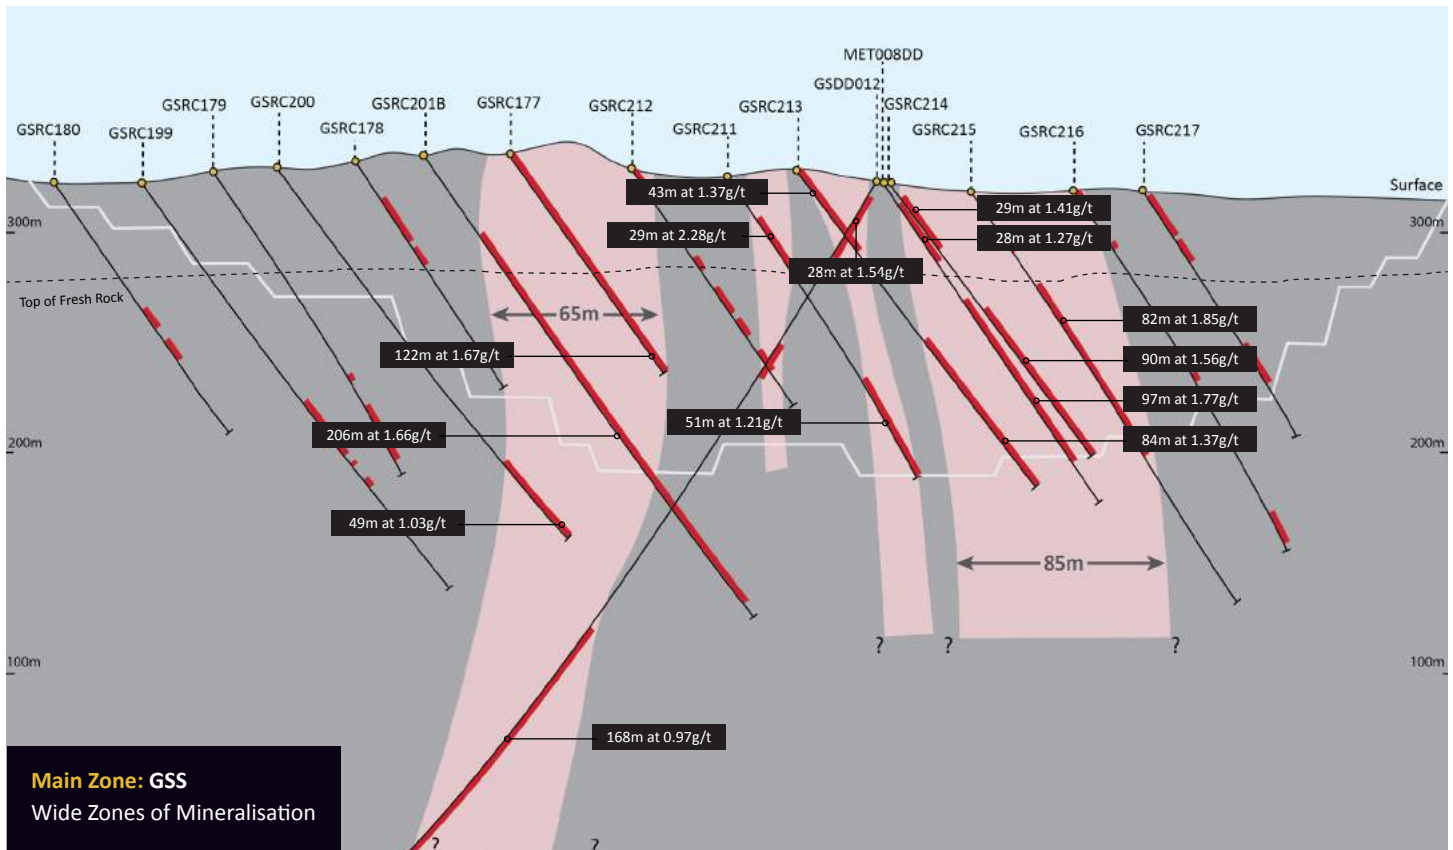 MET008DD
GSDD012
GSRC179
GSRC200
GSRC201B
GSRC177
GSRC212
GSRC213
GSRC214
GSRC180
GSRC199
GSRC178
GSRC211
GSRC215
GSRC216
GSRC217
Surface
43m at 1.37g/t
29m at 1.41g/t
300m
300m
29m at 2.28g/t
28m at 1.27g/t
28m at 1.54g/t
Top of Fresh Rock
65m
82m at 1.85g/t
122m at 1.67g/t
90m at 1.56g/t
97m at 1.77g/t
51m at 1.21g/t
206m at 1.66g/t
84m at 1.37g/t
200m
200m
49m at 1.03g/t
85m
? ? ?
100m
100m
168m at 0.97g/t
Main Zone: GSS
Wide Zones of Mineralisation
? ?